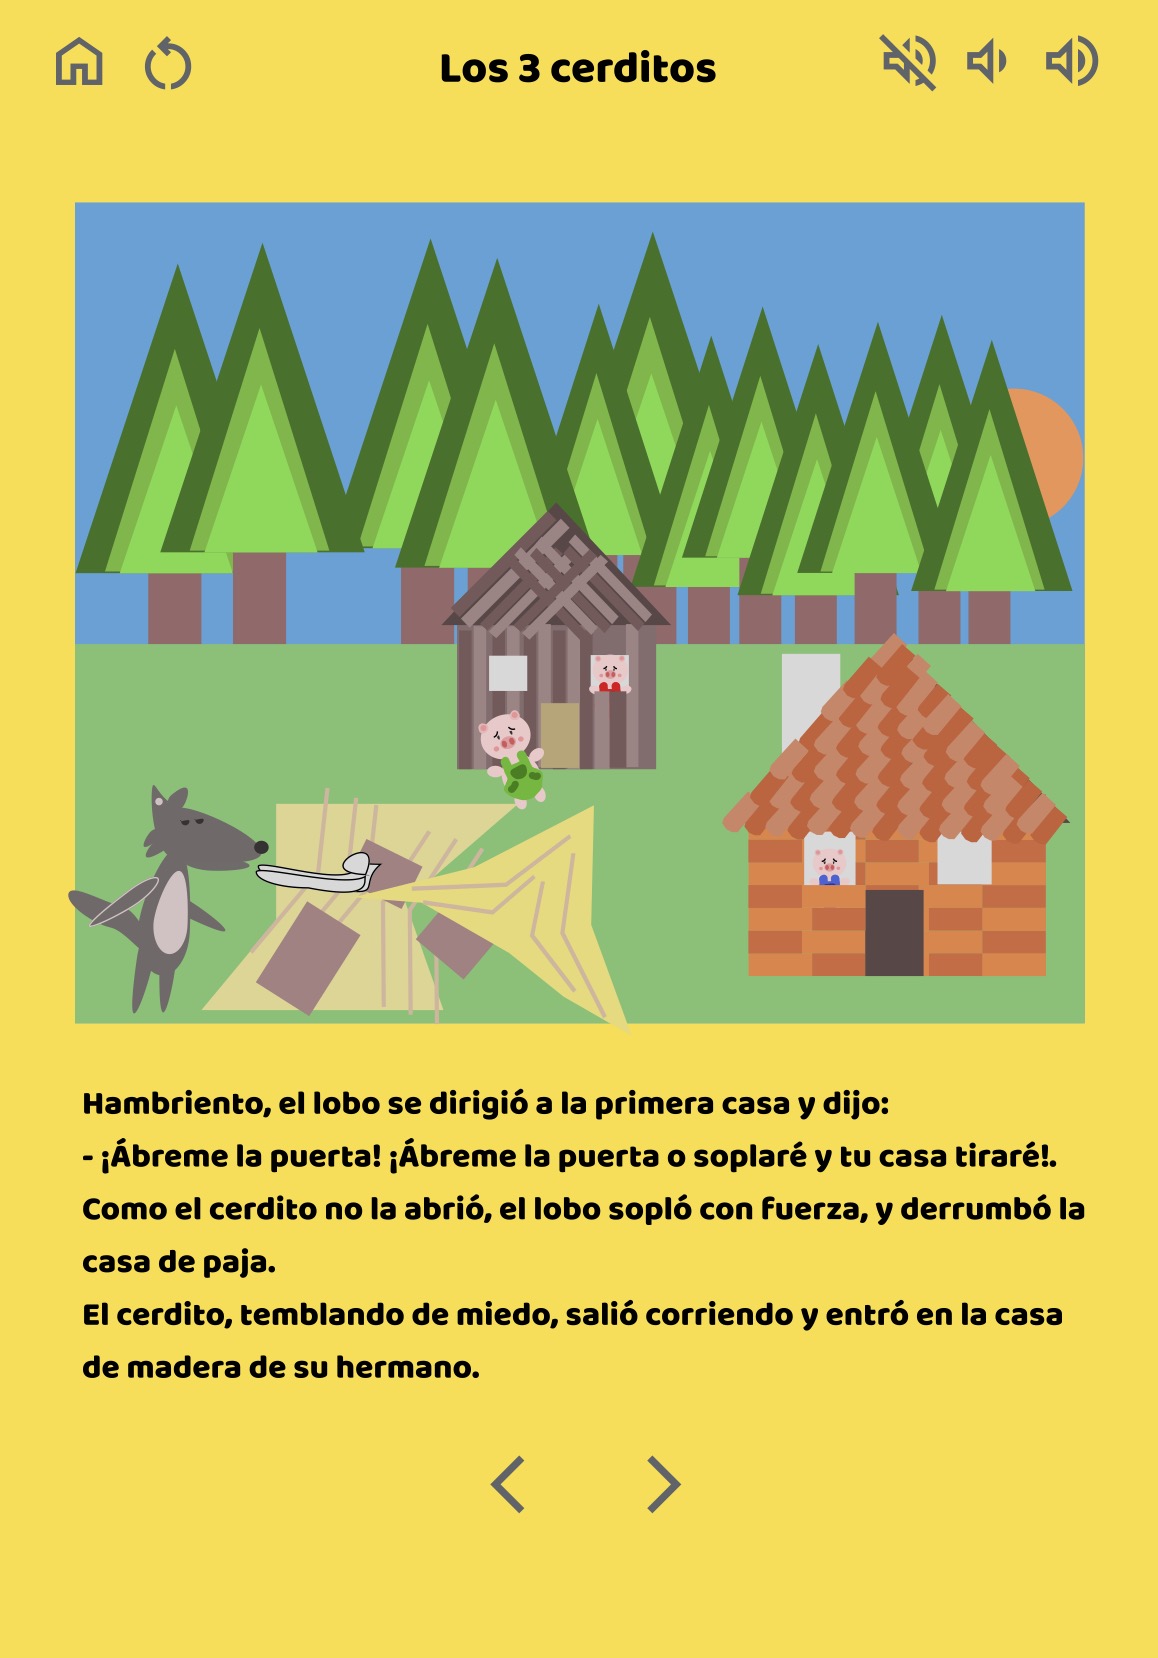 Los 3 cerditos
Hambriento, el lobo se dirigió a la primera casa y dijo:
- ¡Ábreme la puerta! ¡Ábreme la puerta o soplaré y tu casa tiraré!.
Como el cerdito no la abrió, el lobo sopló con fuerza, y derrumbó la
casa de paja.
El cerdito, temblando de miedo, salió corriendo y entró en la casa
de madera de su hermano.